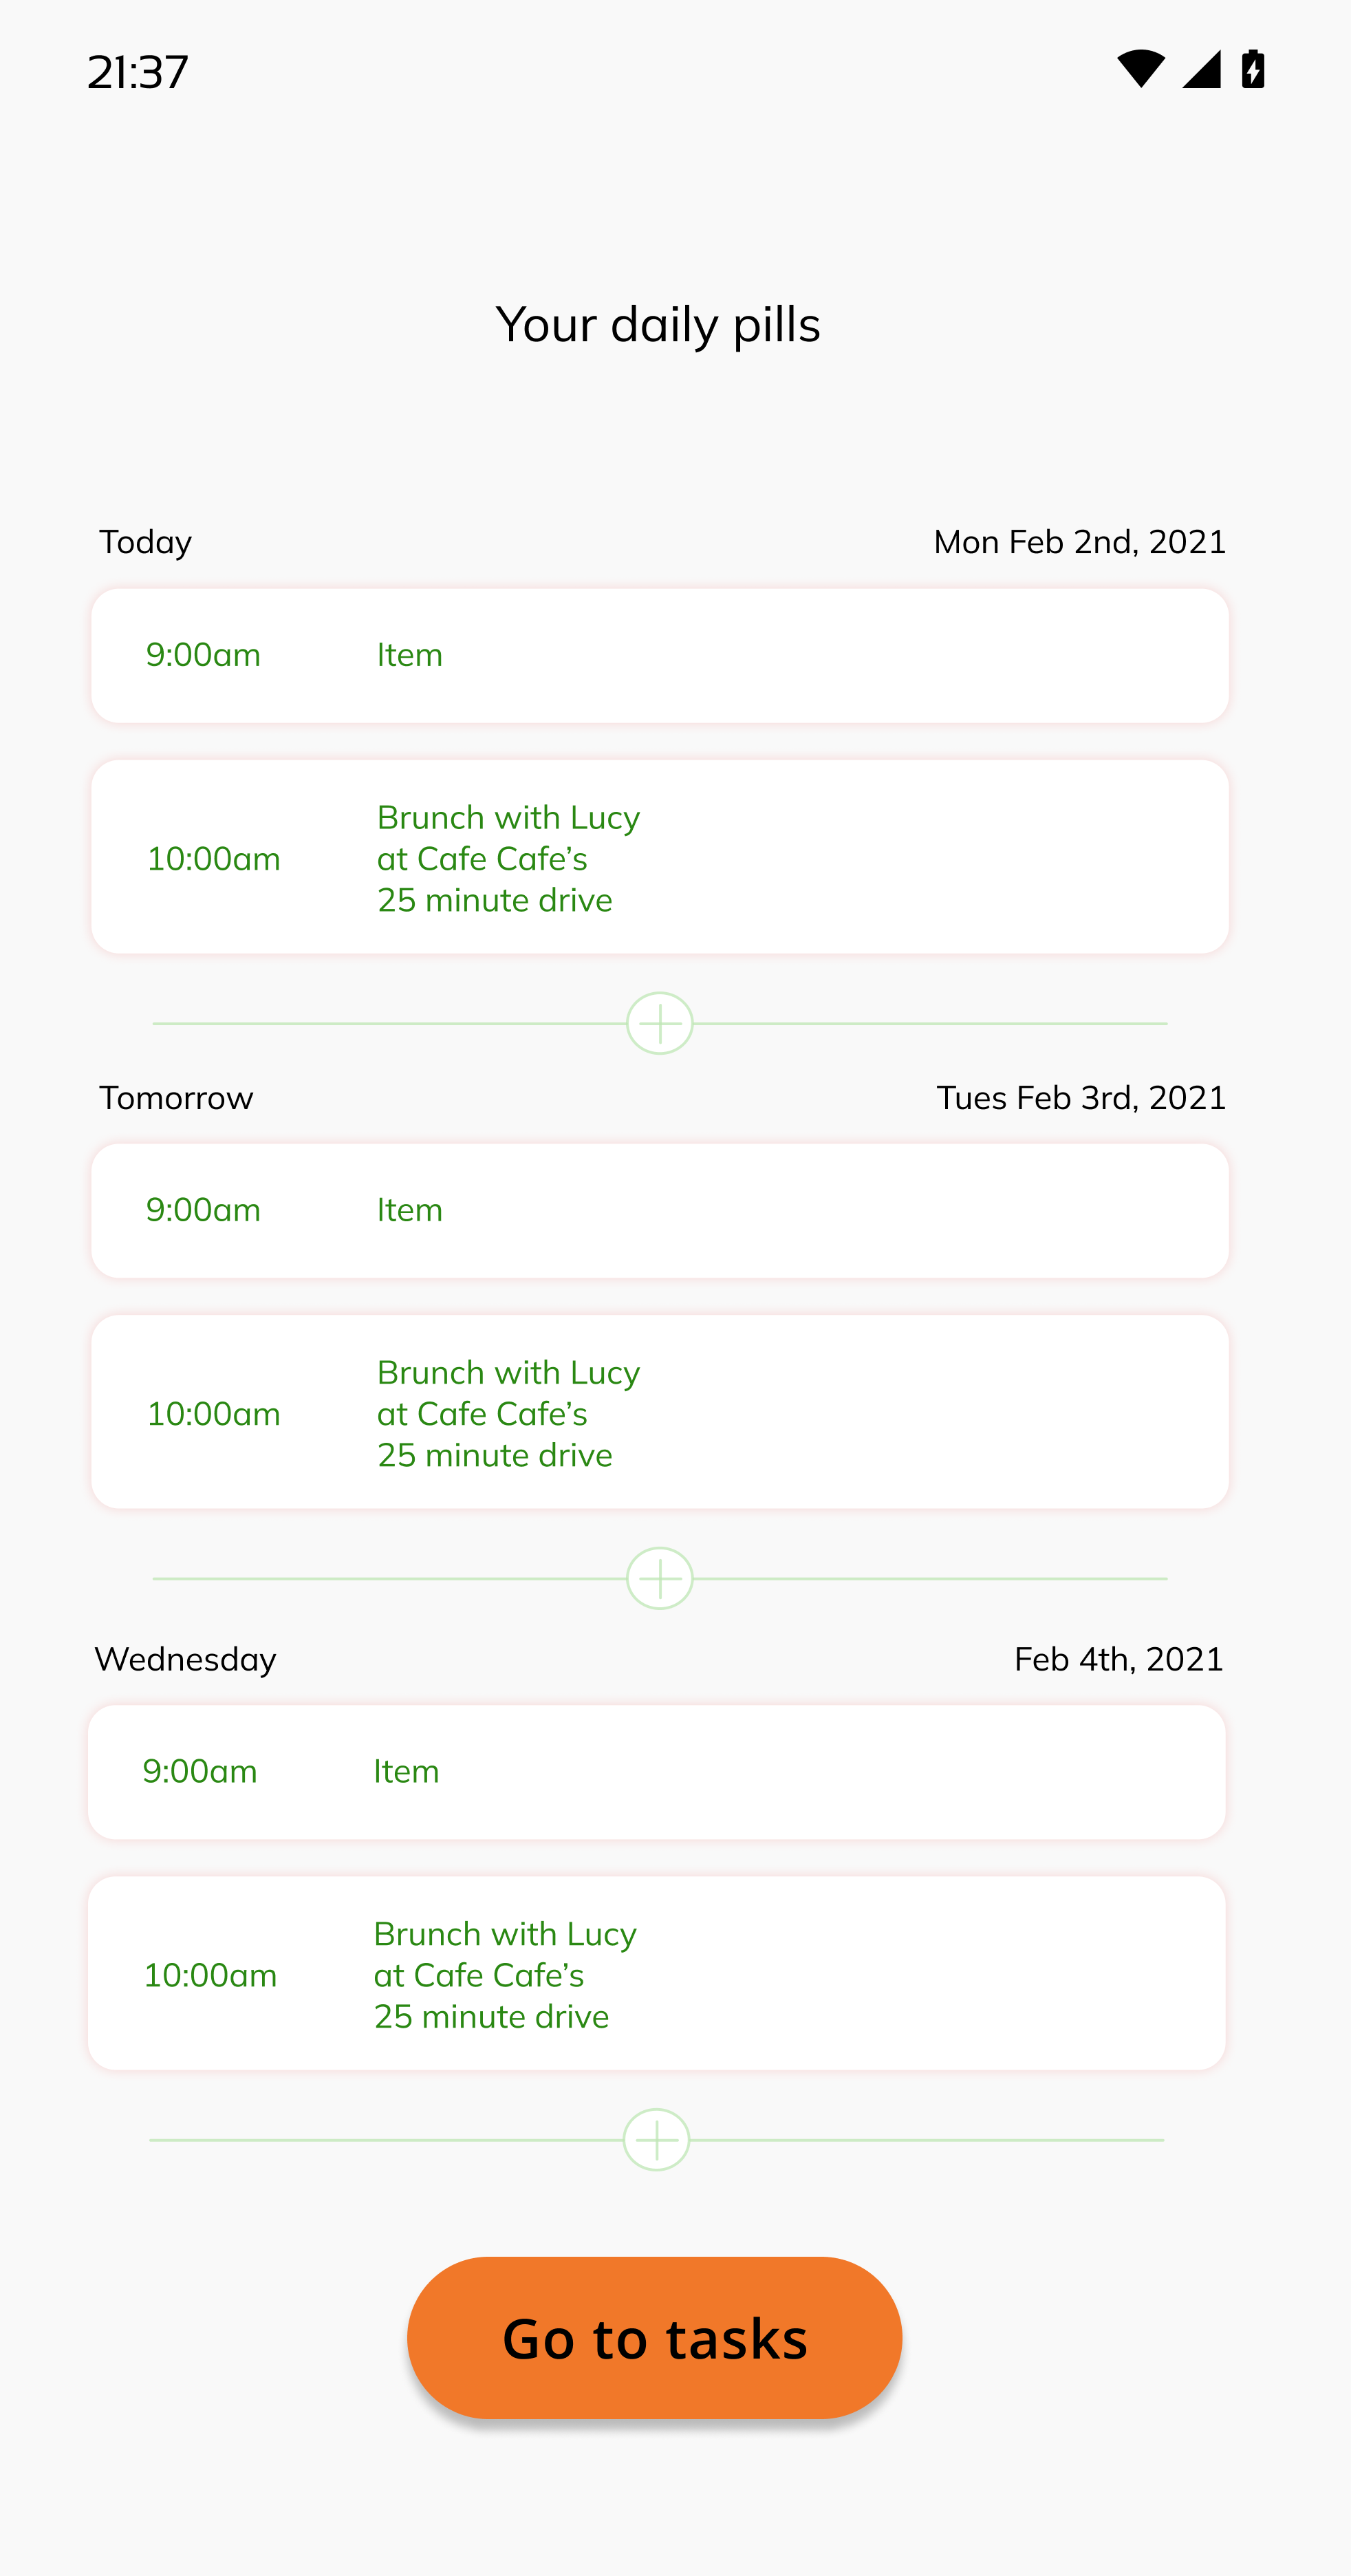 21:37
Your daily pills
Today Mon Feb 2nd, 2021
9:00am Item
Brunch with Lucy
10:00am at Cafe Cafe’s
25 minute drive
Tomorrow Tues Feb 3rd, 2021
9:00am Item
Brunch with Lucy
10:00am at Cafe Cafe’s
25 minute drive
Wednesday Feb 4th, 2021
9:00am Item
Brunch with Lucy
10:00am at Cafe Cafe’s
25 minute drive
Go to tasks